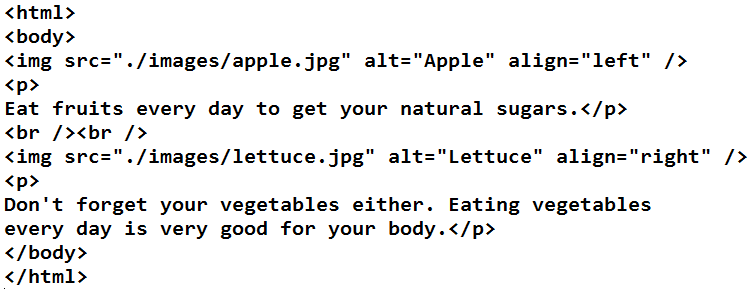 <html>
<body>
<img src="./images/apple.jpg" alt="Apple" align="left" />
<p>
Eat fruits every day to get your natural sugars.</p>
<br /><br />
<img src="./images/lettuce.jpg" alt="Lettuce" align="right" />
<p>
Don't forget your vegetables either. Eating vegetables
every day is very good for your body.</p>
</body>
</html>